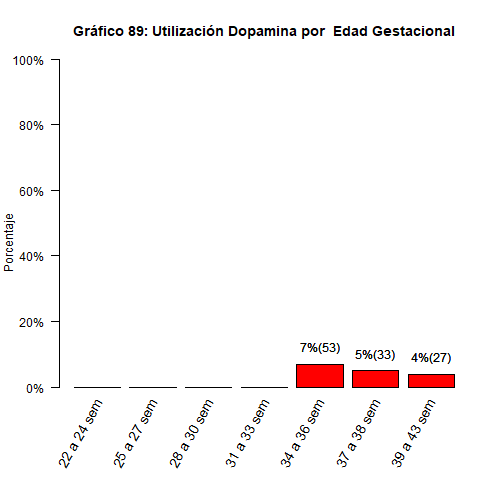 Gráfico 89: Utilización Dopamina por  Edad Gestacional
Porcentaje
100%
80%
60%
40%
20%
0%
7%(53)
5%(33)
4%(27)
22 a 24 sem
25 a 27 sem
28 a 30 sem
31 a 33 sem
34 a 36 sem
37 a 38 sem
39 a 43 sem